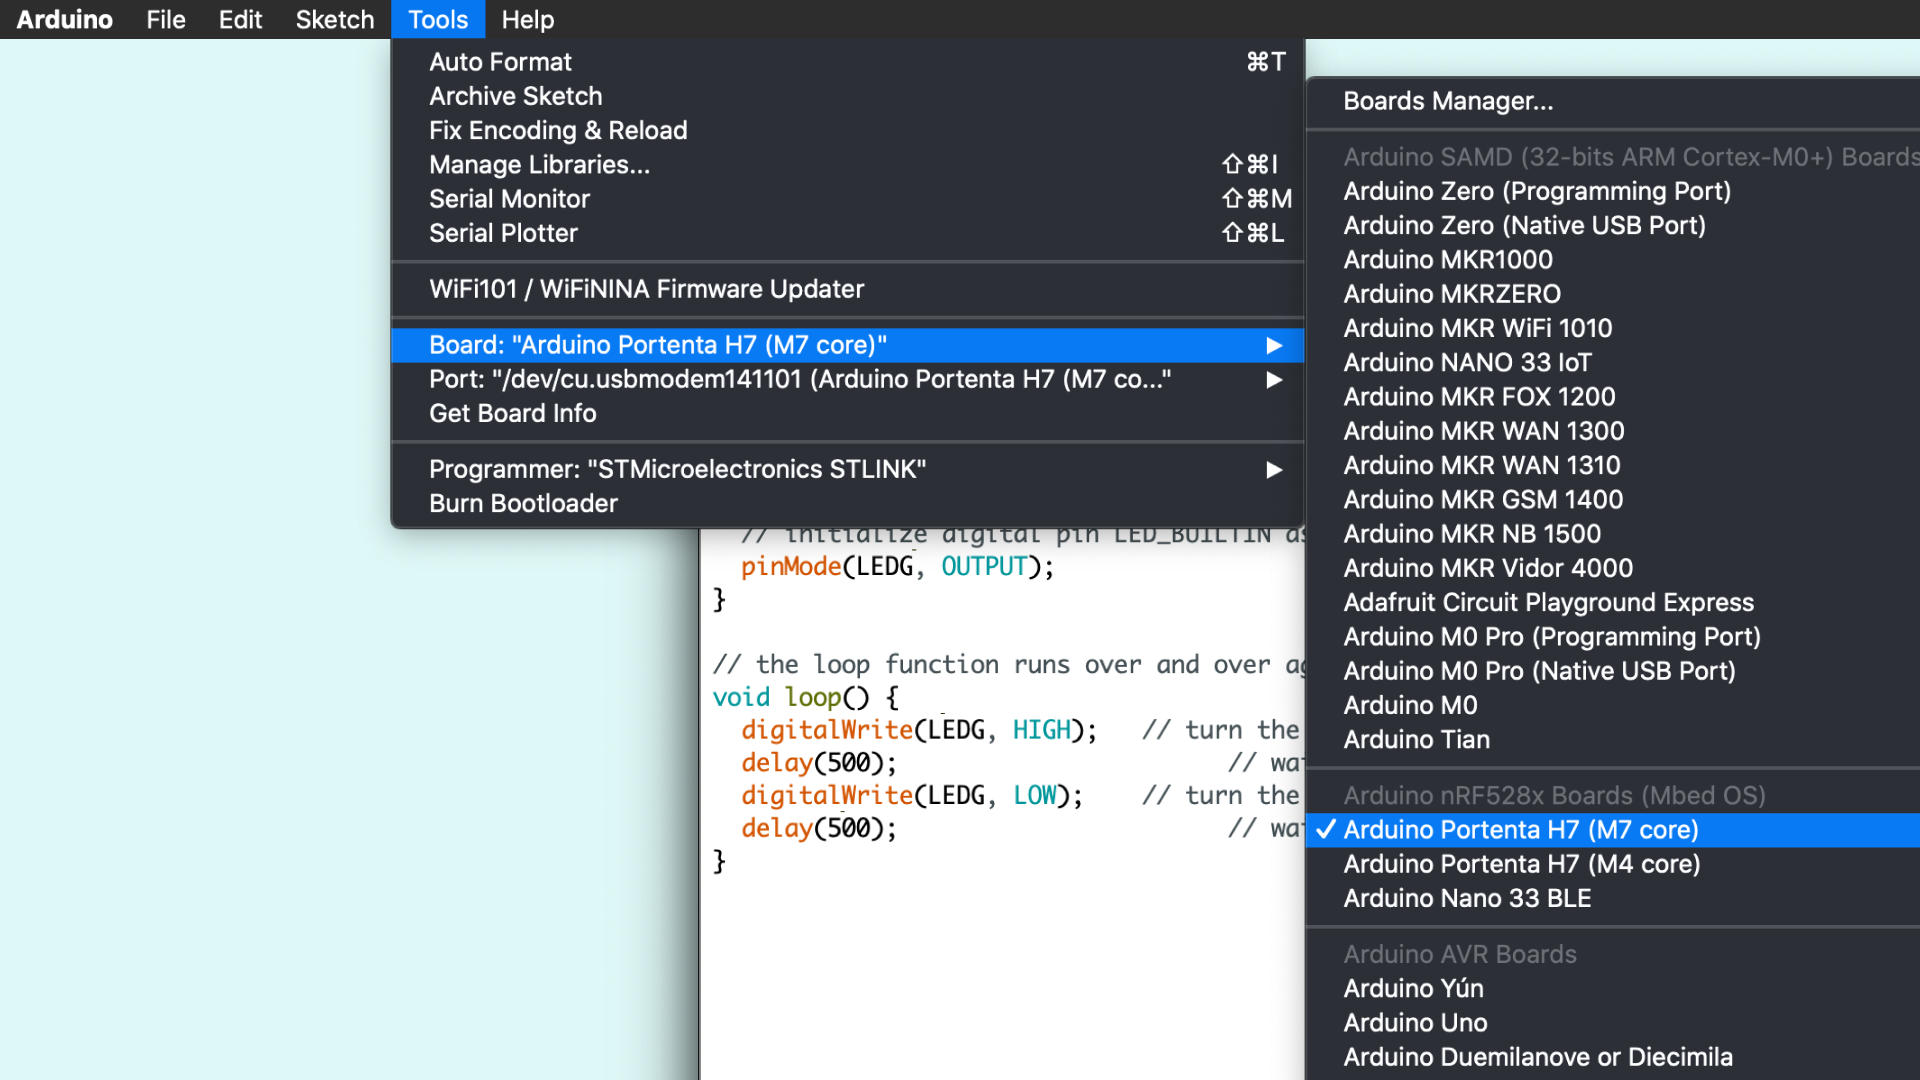 Arduino File Edit Sketch Tools Help
Auto Format ⌘T
Archive Sketch
Fix Encoding & Reload
Manage Libraries... ⇧⌘I
Serial Monitor ⇧⌘M
Serial Plotter ⇧⌘L
WiFi101 / WiFiNINA Firmware Updater
Board: "Arduino Portenta H7 (M7 core)" ▶
Port: "/dev/cu.usbmodem141101 (Arduino Portenta H7 (M7 co..." ▶
Get Board Info
Programmer: "STMicroelectronics STLINK" ▶
Burn Bootloader
Boards Manager...
Arduino SAMD (32-bits ARM Cortex-M0+) Boards
Arduino Zero (Programming Port)
Arduino Zero (Native USB Port)
Arduino MKR1000
Arduino MKRZERO
Arduino MKR WiFi 1010
Arduino NANO 33 IoT
Arduino MKR FOX 1200
Arduino MKR WAN 1300
Arduino MKR WAN 1310
Arduino MKR GSM 1400
Arduino MKR NB 1500
Arduino MKR Vidor 4000
Adafruit Circuit Playground Express
Arduino M0 Pro (Programming Port)
Arduino M0 Pro (Native USB Port)
Arduino M0
Arduino Tian
Arduino nRF528x Boards (Mbed OS)
✓ Arduino Portenta H7 (M7 core)
Arduino Portenta H7 (M4 core)
Arduino Nano 33 BLE
Arduino AVR Boards
Arduino Yún
Arduino Uno
Arduino Duemilanove or Diecimila
// initialize digital pin LED_BUILTIN
pinMode(LEDG, OUTPUT);
}
// the loop function runs over and over
void loop() {
digitalWrite(LEDG, HIGH); // turn the
delay(500); //
digitalWrite(LEDG, LOW); // turn the
delay(500); //
}